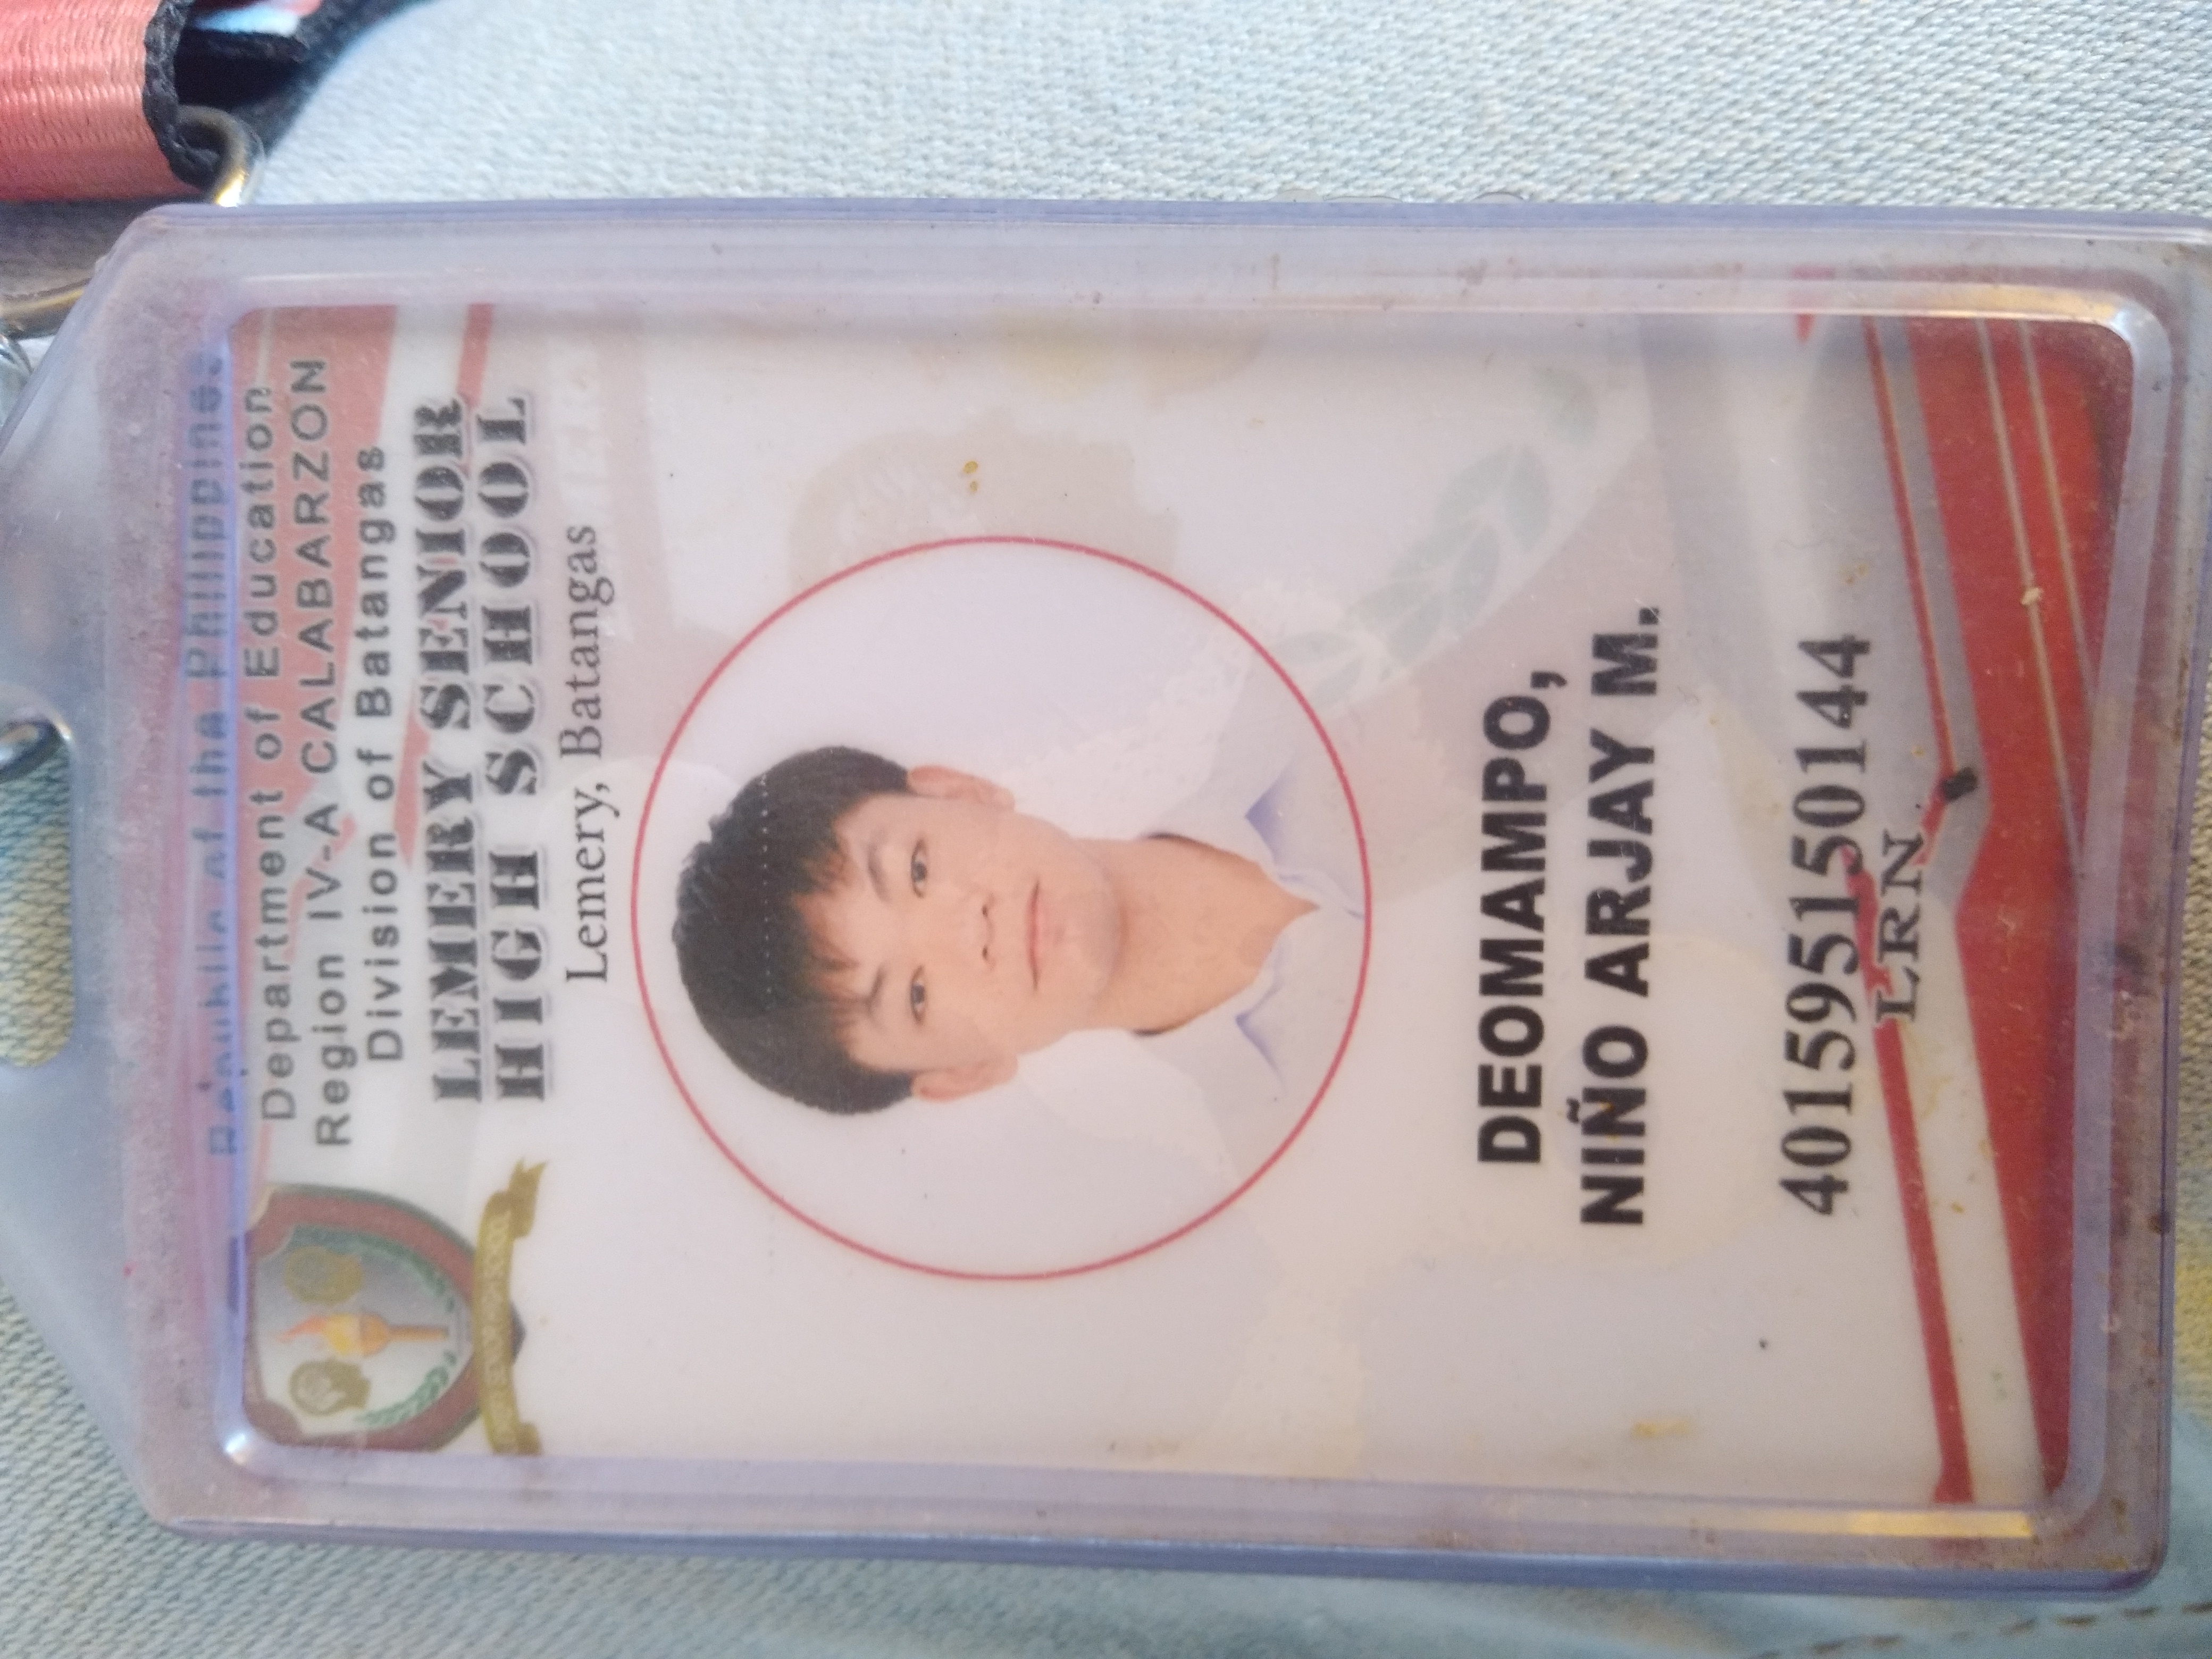 Republic of the Philippines
Department of Education
Region IV-A CALABARZON
Division of Batangas
LEMERY SENIOR
HIGH SCHOOL
Lemery, Batangas
DEOMAMPO,
NIÑO ARJAY M.
401595150144
LRN